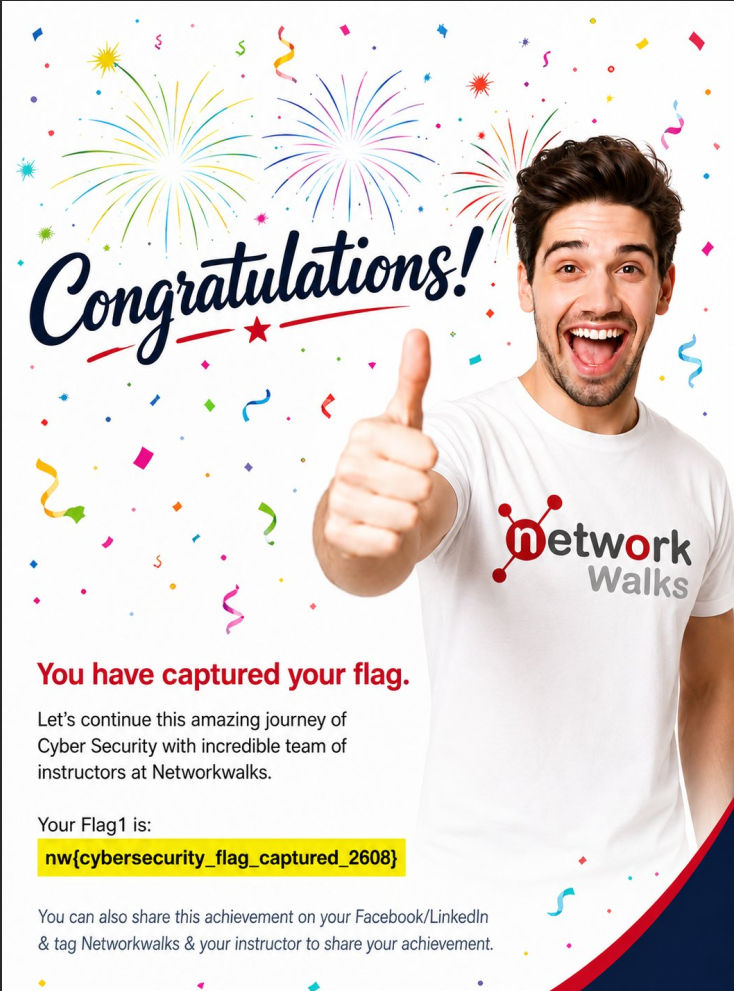 Congratulations!
network
Walks
You have captured your flag.
Let's continue this amazing journey of
Cyber Security with incredible team of
instructors at Networkwalks.
Your Flag1 is:
nw{cybersecurity_flag_captured_2608}
You can also share this achievement on your Facebook/LinkedIn
& tag Networkwalks & your instructor to share your achievement.